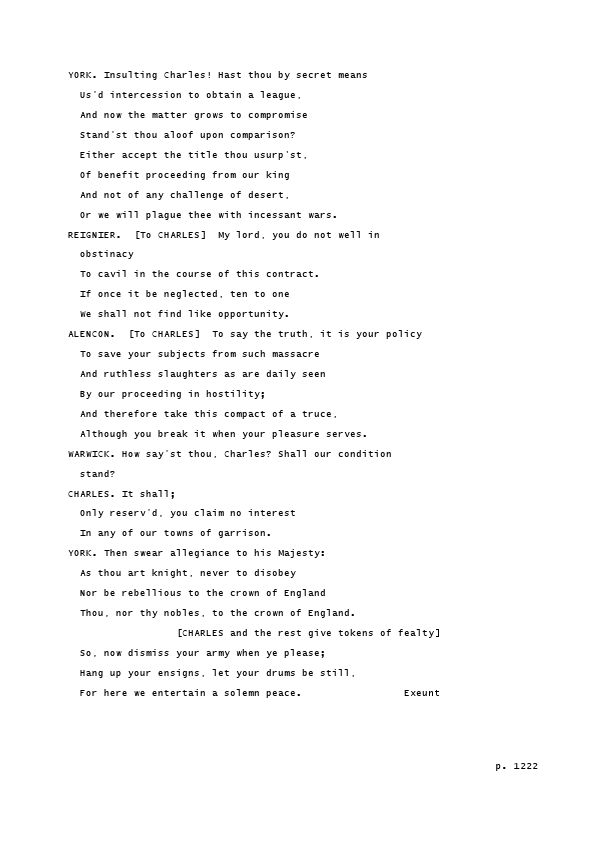 YORK. Insulting Charles! Hast thou by secret means
Us'd intercession to obtain a league,
And now the matter grows to compromise
Stand'st thou aloof upon comparison?
Either accept the title thou usurp'st,
Of benefit proceeding from our king
And not of any challenge of desert,
Or we will plague thee with incessant wars.
REIGNIER. [To CHARLES] My lord, you do not well in
obstinacy
To cavil in the course of this contract.
If once it be neglected, ten to one
We shall not find like opportunity.
ALENCON. [To CHARLES] To say the truth, it is your policy
To save your subjects from such massacre
And ruthless slaughters as are daily seen
By our proceeding in hostility;
And therefore take this compact of a truce,
Although you break it when your pleasure serves.
WARWICK. How say'st thou, Charles? Shall our condition
stand?
CHARLES. It shall;
Only reserv'd, you claim no interest
In any of our towns of garrison.
YORK. Then swear allegiance to his Majesty:
As thou art knight, never to disobey
Nor be rebellious to the crown of England
Thou, nor thy nobles, to the crown of England.
[CHARLES and the rest give tokens of fealty]
So, now dismiss your army when ye please;
Hang up your ensigns, let your drums be still,
For here we entertain a solemn peace. Exeunt
p. 1222